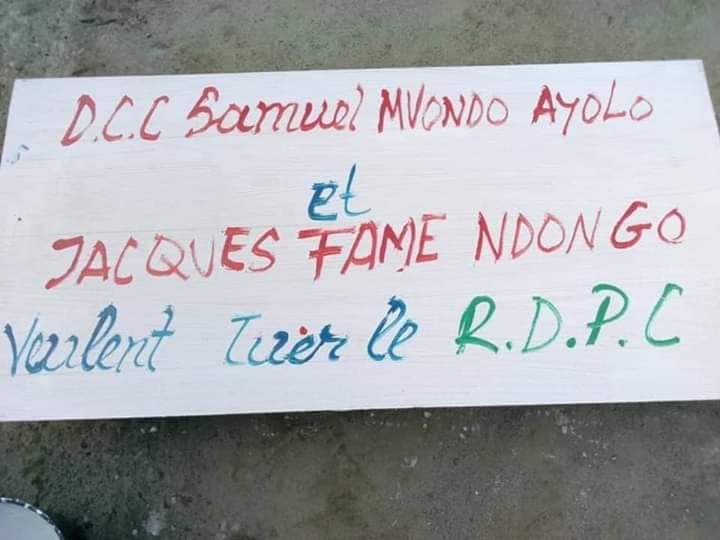 D.C.C Samuel MVONDO AYOLO
et
JACQUES FAME NDONGO
Veulent Tuer le R.D.P.C